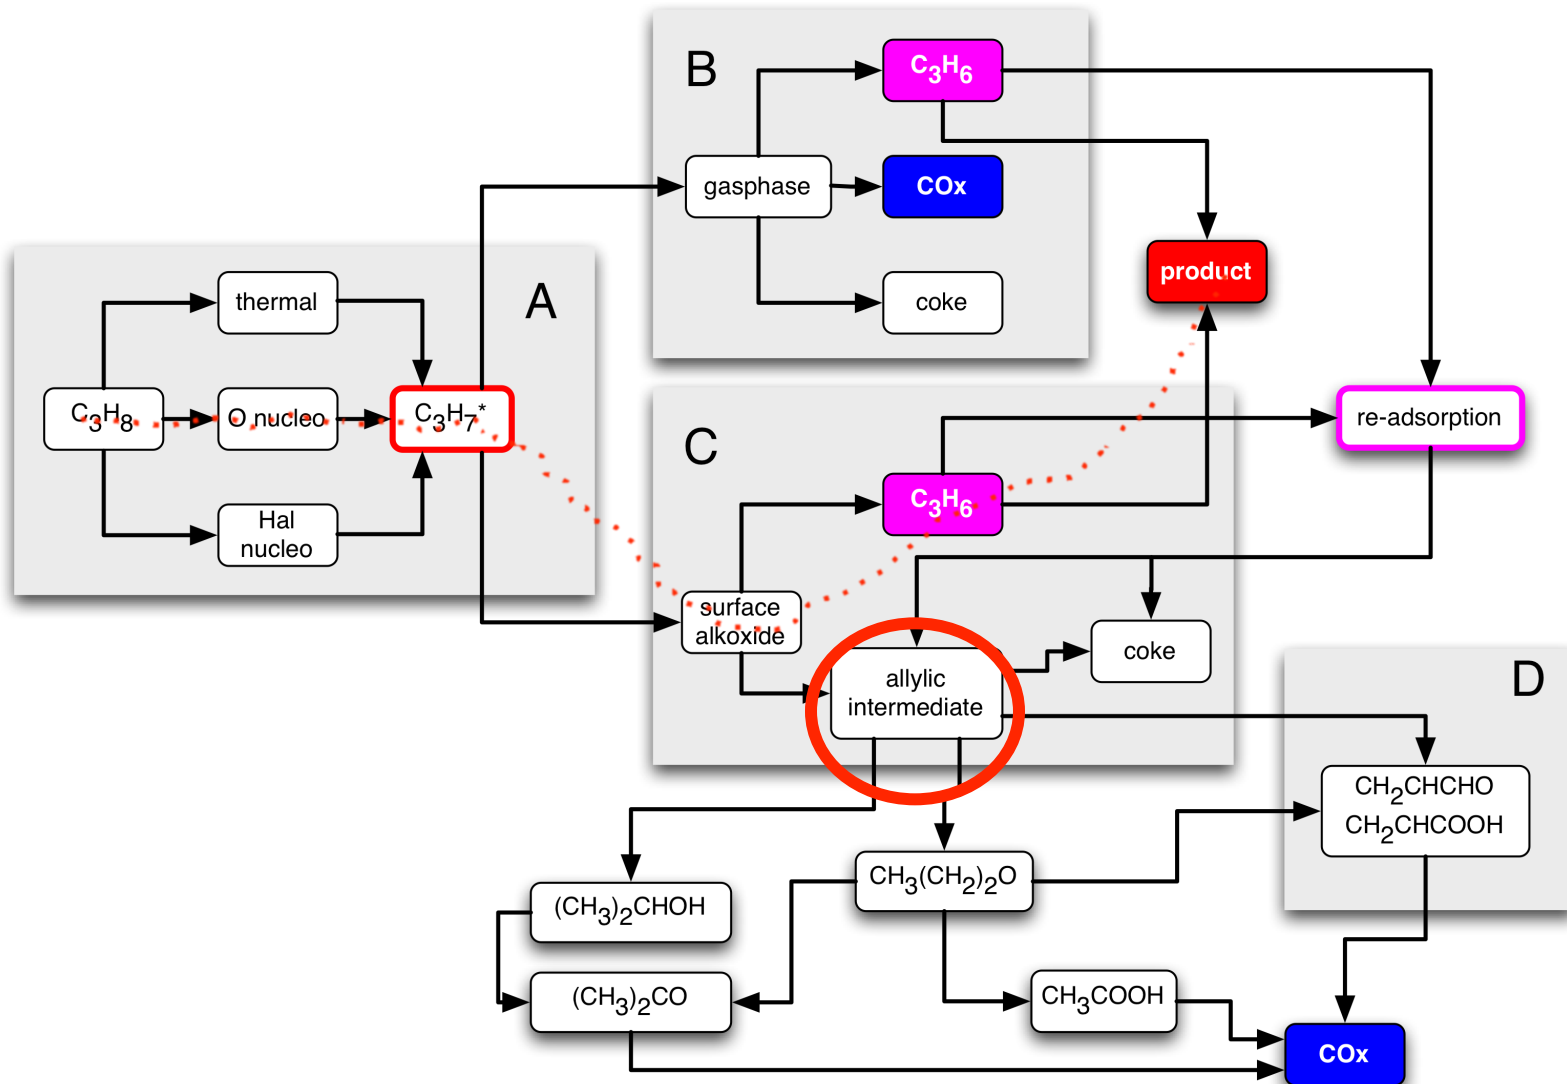 B
C₃H₆
gasphase
COx
coke
product
A
thermal
C₃H₈
O nucleo
C₃H₇*
Hal
nucleo
re-adsorption
C
C₃H₆
surface
alkoxide
allylic
intermediate
coke
D
CH₂CHCHO
CH₂CHCOOH
CH₃(CH₂)₂O
(CH₃)₂CHOH
(CH₃)₂CO
CH₃COOH
COx